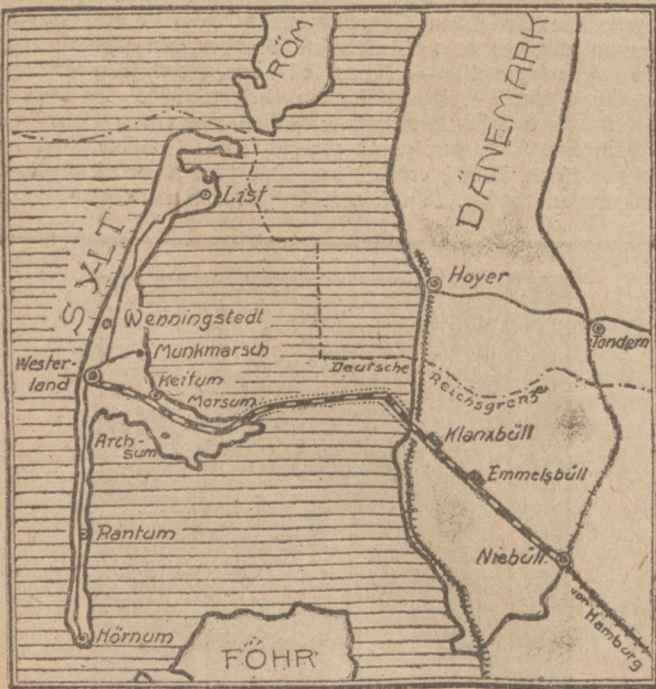 RÖM
DÄNEMARK
List
SYLT
Hoyer
Wenningstedt
Tondern
Munkmarsch
Wester-
land
Deutsche
Reichsgrenze
Keitum
Morsum
Arch-
sum
Klanxbüll
Emmelsbüll
Rantum
Niebüll
von Hamburg
Hörnum
FÖHR